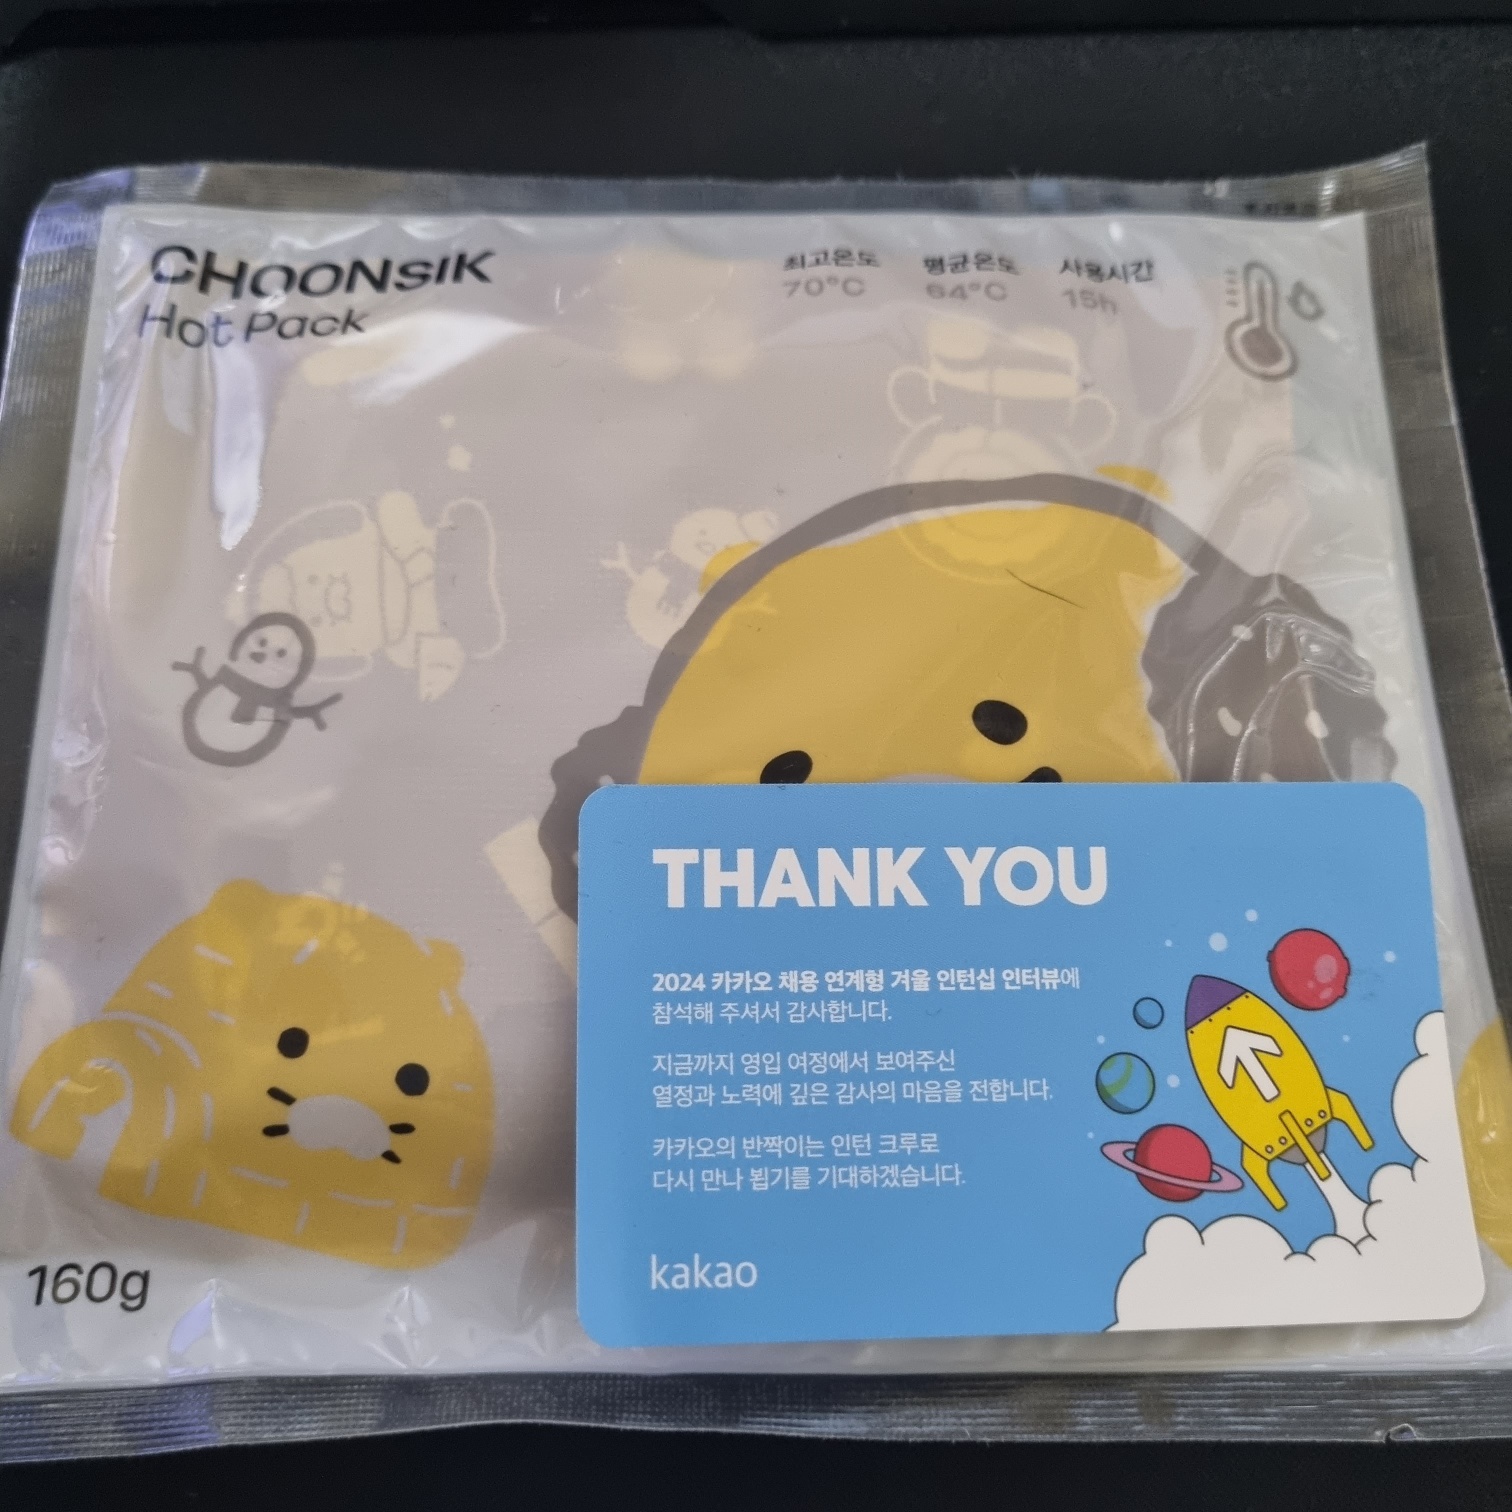 CHOONSIK
Hot Pack
최고온도 평균온도 사용시간
70°C 64°C 15h
THANK YOU
2024 카카오 채용 연계형 겨울 인턴십 인터뷰에
참석해 주셔서 감사합니다.
지금까지 영입 여정에서 보여주신
열정과 노력에 깊은 감사의 마음을 전합니다.
카카오의 반짝이는 인턴 크루로
다시 만나 뵙기를 기대하겠습니다.
kakao
160g